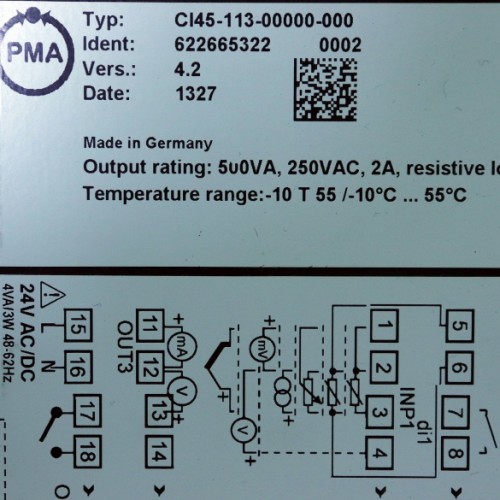 PMA
Typ: CI45-113-00000-000
Ident: 622665322 0002
Vers.: 4.2
Date: 1327
Made in Germany
Output rating: 500VA, 250VAC, 2A, resistive
Temperature range:-10 T 55 /-10°C ... 55°C
24V AC/DC
4VA/3W 48-62Hz
L
N
15
16
17
18
11
12
13
14
OUT3
+
mA
V
+
mV
+
V
+
1
2
3
4
INP1
di1
5
6
7
8